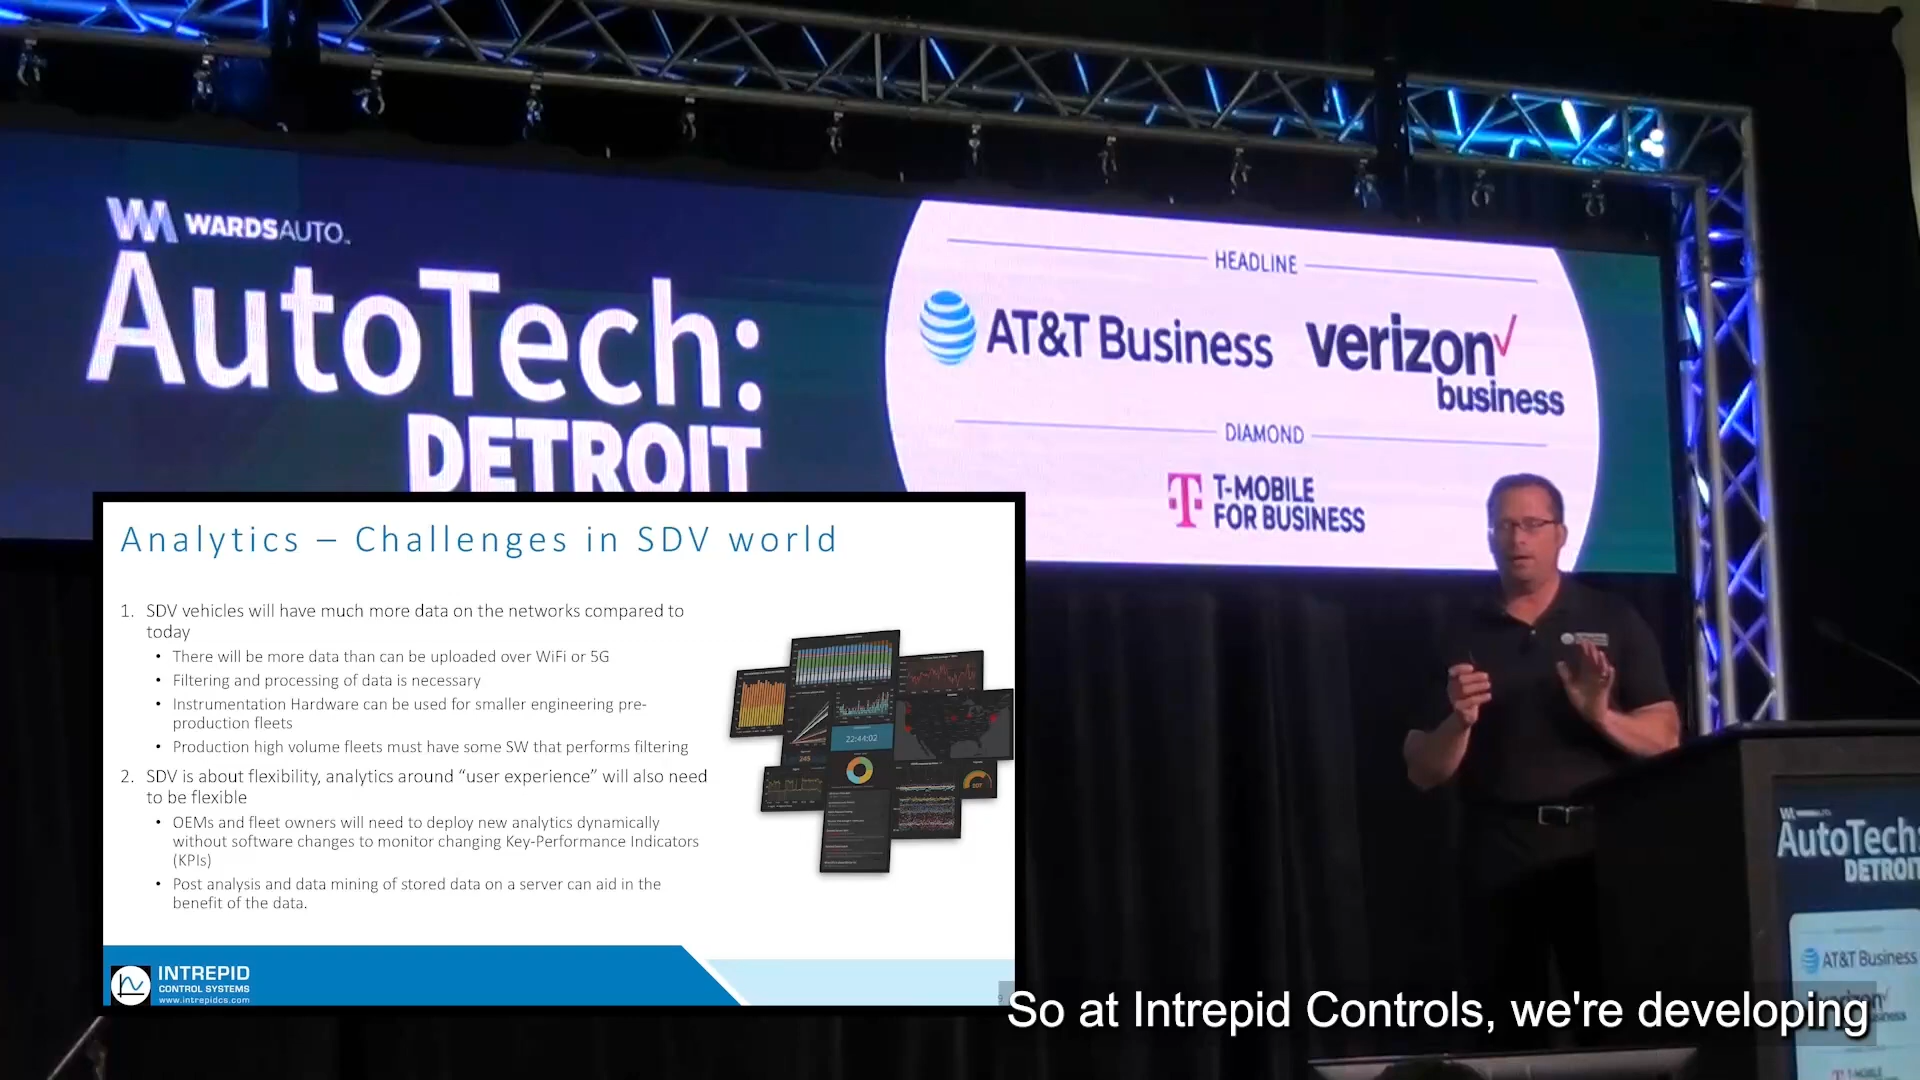 WARDSAUTO
AutoTech:
DETROIT
HEADLINE
AT&T Business
verizon
business
DIAMOND
T-MOBILE
FOR BUSINESS
Analytics – Challenges in SDV world
1. SDV vehicles will have much more data on the networks compared to
today
• There will be more data than can be uploaded over WiFi or 5G
• Filtering and processing of data is necessary
• Instrumentation Hardware can be used for smaller engineering pre-
production fleets
• Production high volume fleets must have some SW that performs filtering
2. SDV is about flexibility, analytics around “user experience” will also need
to be flexible
• OEMs and fleet owners will need to deploy new analytics dynamically
without software changes to monitor changing Key-Performance Indicators
(KPIs)
• Post analysis and data mining of stored data on a server can aid in the
benefit of the data.
22:44:02
245
INTREPID
CONTROL SYSTEMS
www.intrepidcs.com
AutoTech:
DETROIT
AT&T Business
So at Intrepid Controls, we're developing